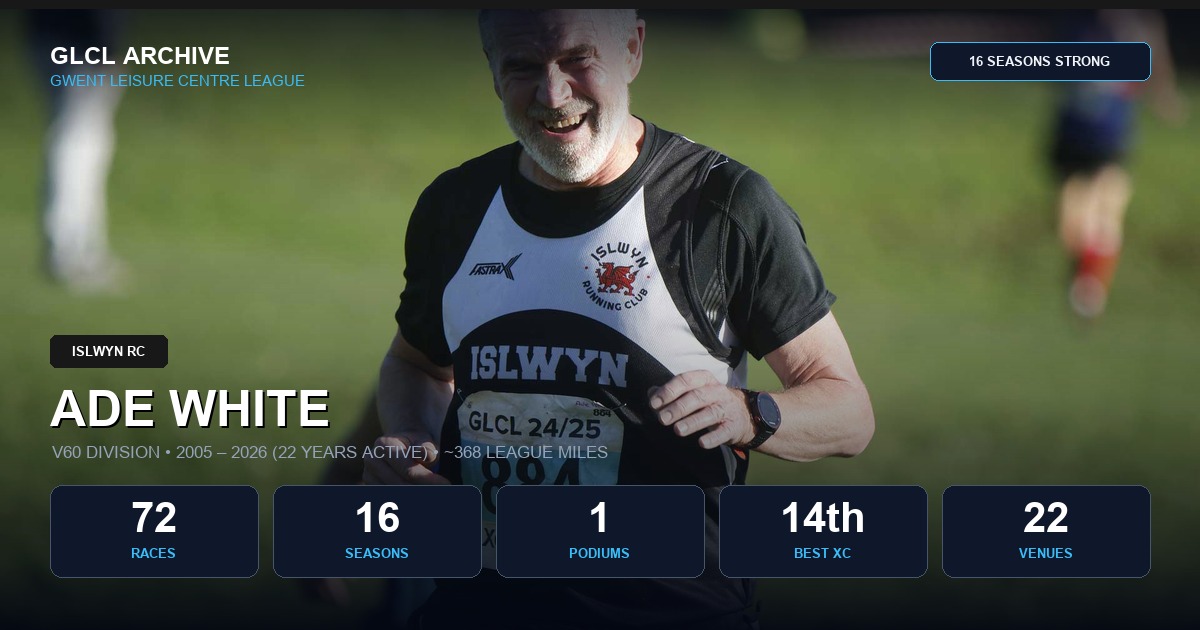 GLCL ARCHIVE
GWENT LEISURE CENTRE LEAGUE
16 SEASONS STRONG
FASTRAX
ISLWYN
RUNNING CLUB
ISLWYN
884
GLCL 24/25
884
ISLWYN RC
ADE WHITE
V60 DIVISION • 2005 – 2026 (22 YEARS ACTIVE) • ~368 LEAGUE MILES
72
RACES
16
SEASONS
1
PODIUMS
14th
BEST XC
22
VENUES